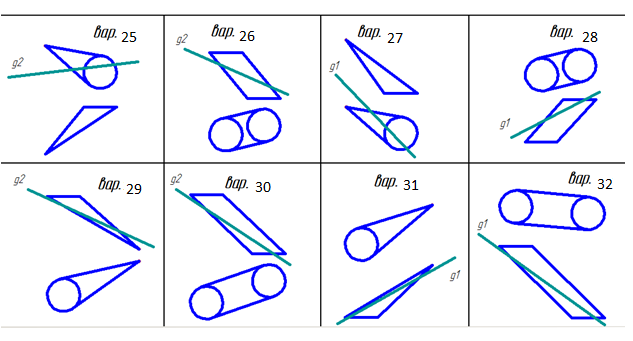 вар. 25
g2
вар. 26
g2
вар. 27
g1
вар. 28
g1
вар. 29
g2
вар. 30
g2
вар. 31
g1
вар. 32
g1